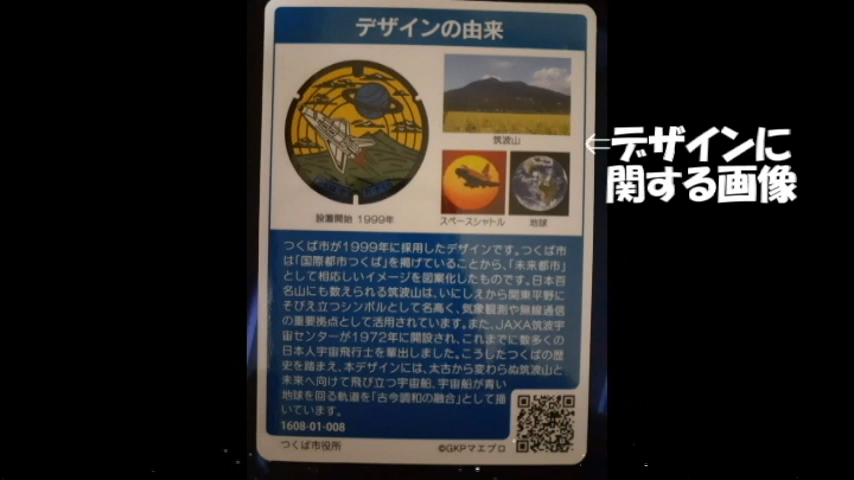 デザインの由来
筑波山
スペースシャトル
地球
設置開始 1999年
←デザインに
関する画像
つくば市が1999年に採用したデザインです。つくば市
は「国際都市つくば」を掲げていることから、「未来都市」
として相応しいイメージを図案化したものです。日本百
名山にも数えられる筑波山は、いにしえから関東平野に
そびえ立つシンボルとして名高く、気象観測や無線通信
の重要拠点として活用されています。また、JAXA筑波宇
宙センターが1972年に開設され、これまでに数多くの
日本人宇宙飛行士を輩出しました。こうしたつくばの歴
史を踏まえ、本デザインには、太古から変わらぬ筑波山と
未来へ向けて飛び立つ宇宙船、宇宙船が青い
地球を回る軌道を「古今調和の融合」として描
いています。
1608-01-008
つくば市役所
©GKPマエプロ